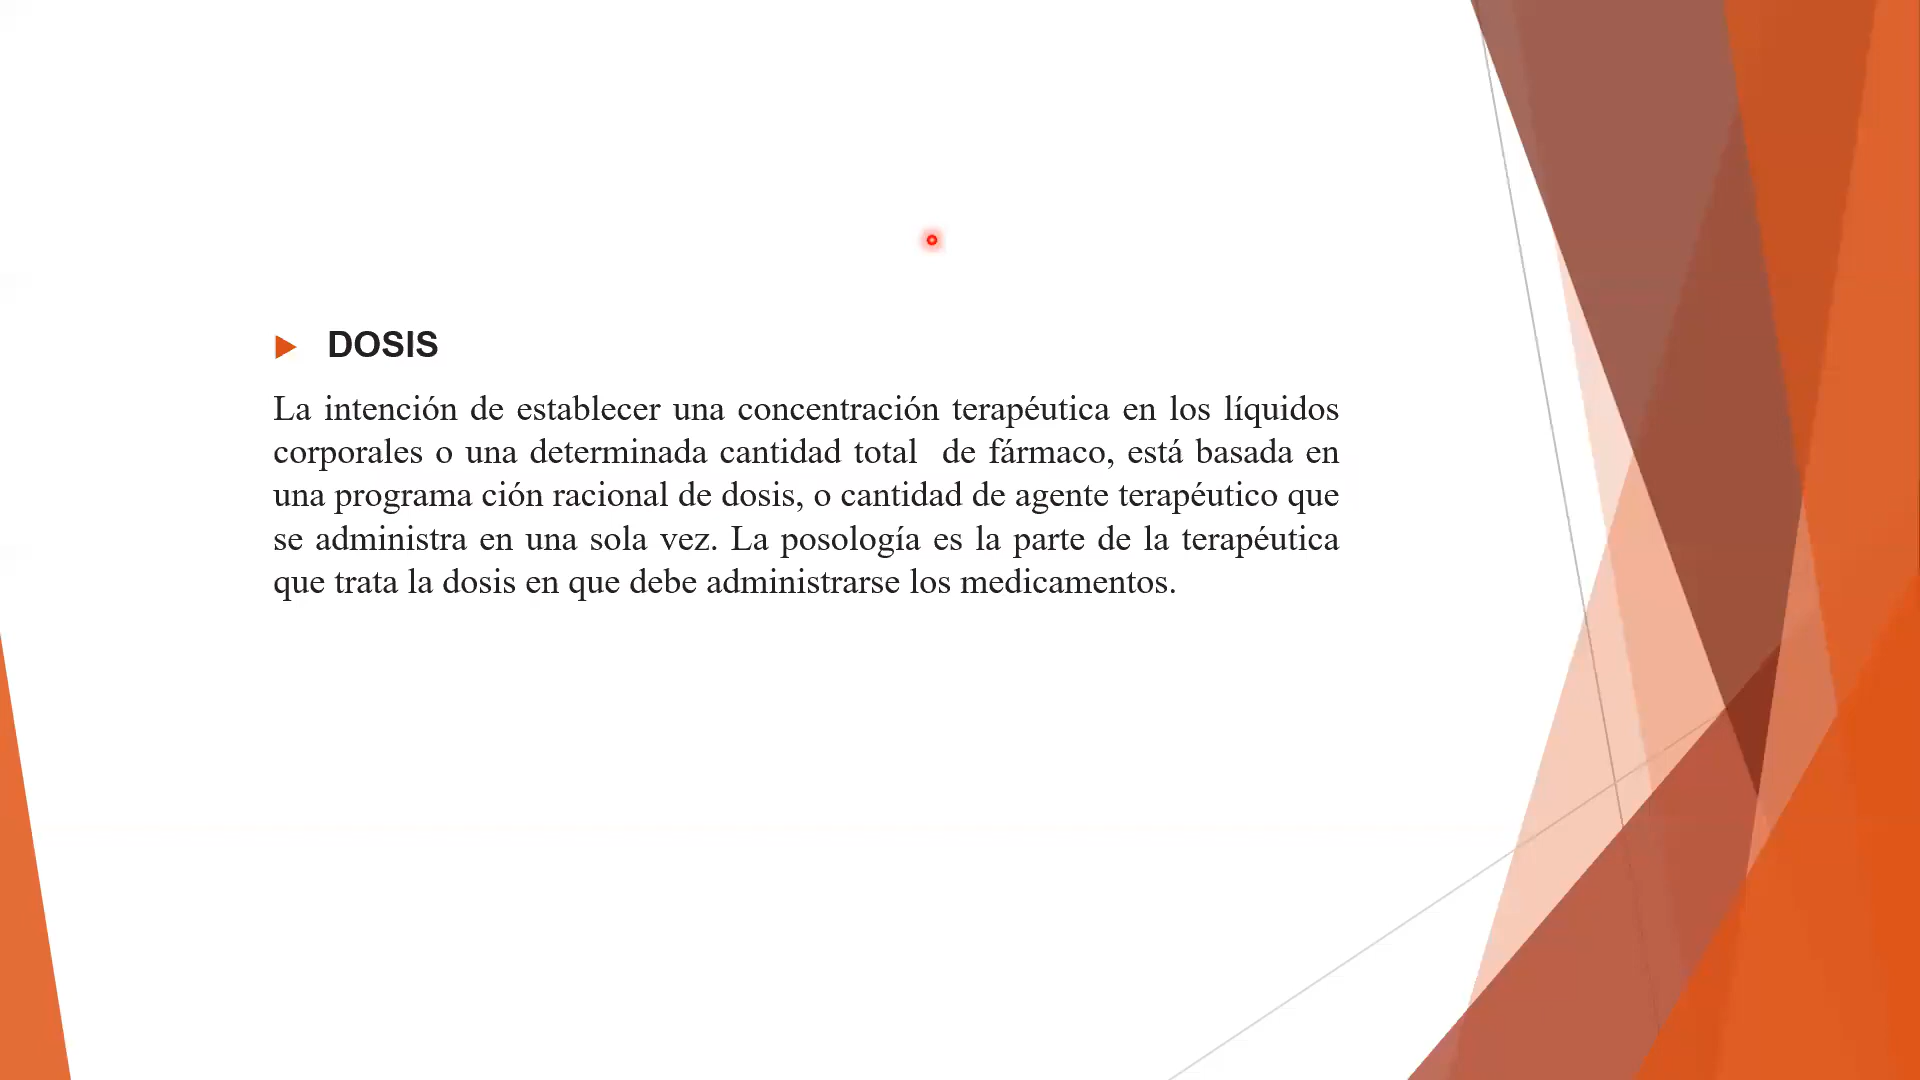 DOSIS
La intención de establecer una concentración terapéutica en los líquidos
corporales o una determinada cantidad total  de fármaco, está basada en
una programa ción racional de dosis, o cantidad de agente terapéutico que
se administra en una sola vez. La posología es la parte de la terapéutica
que trata la dosis en que debe administrarse los medicamentos.